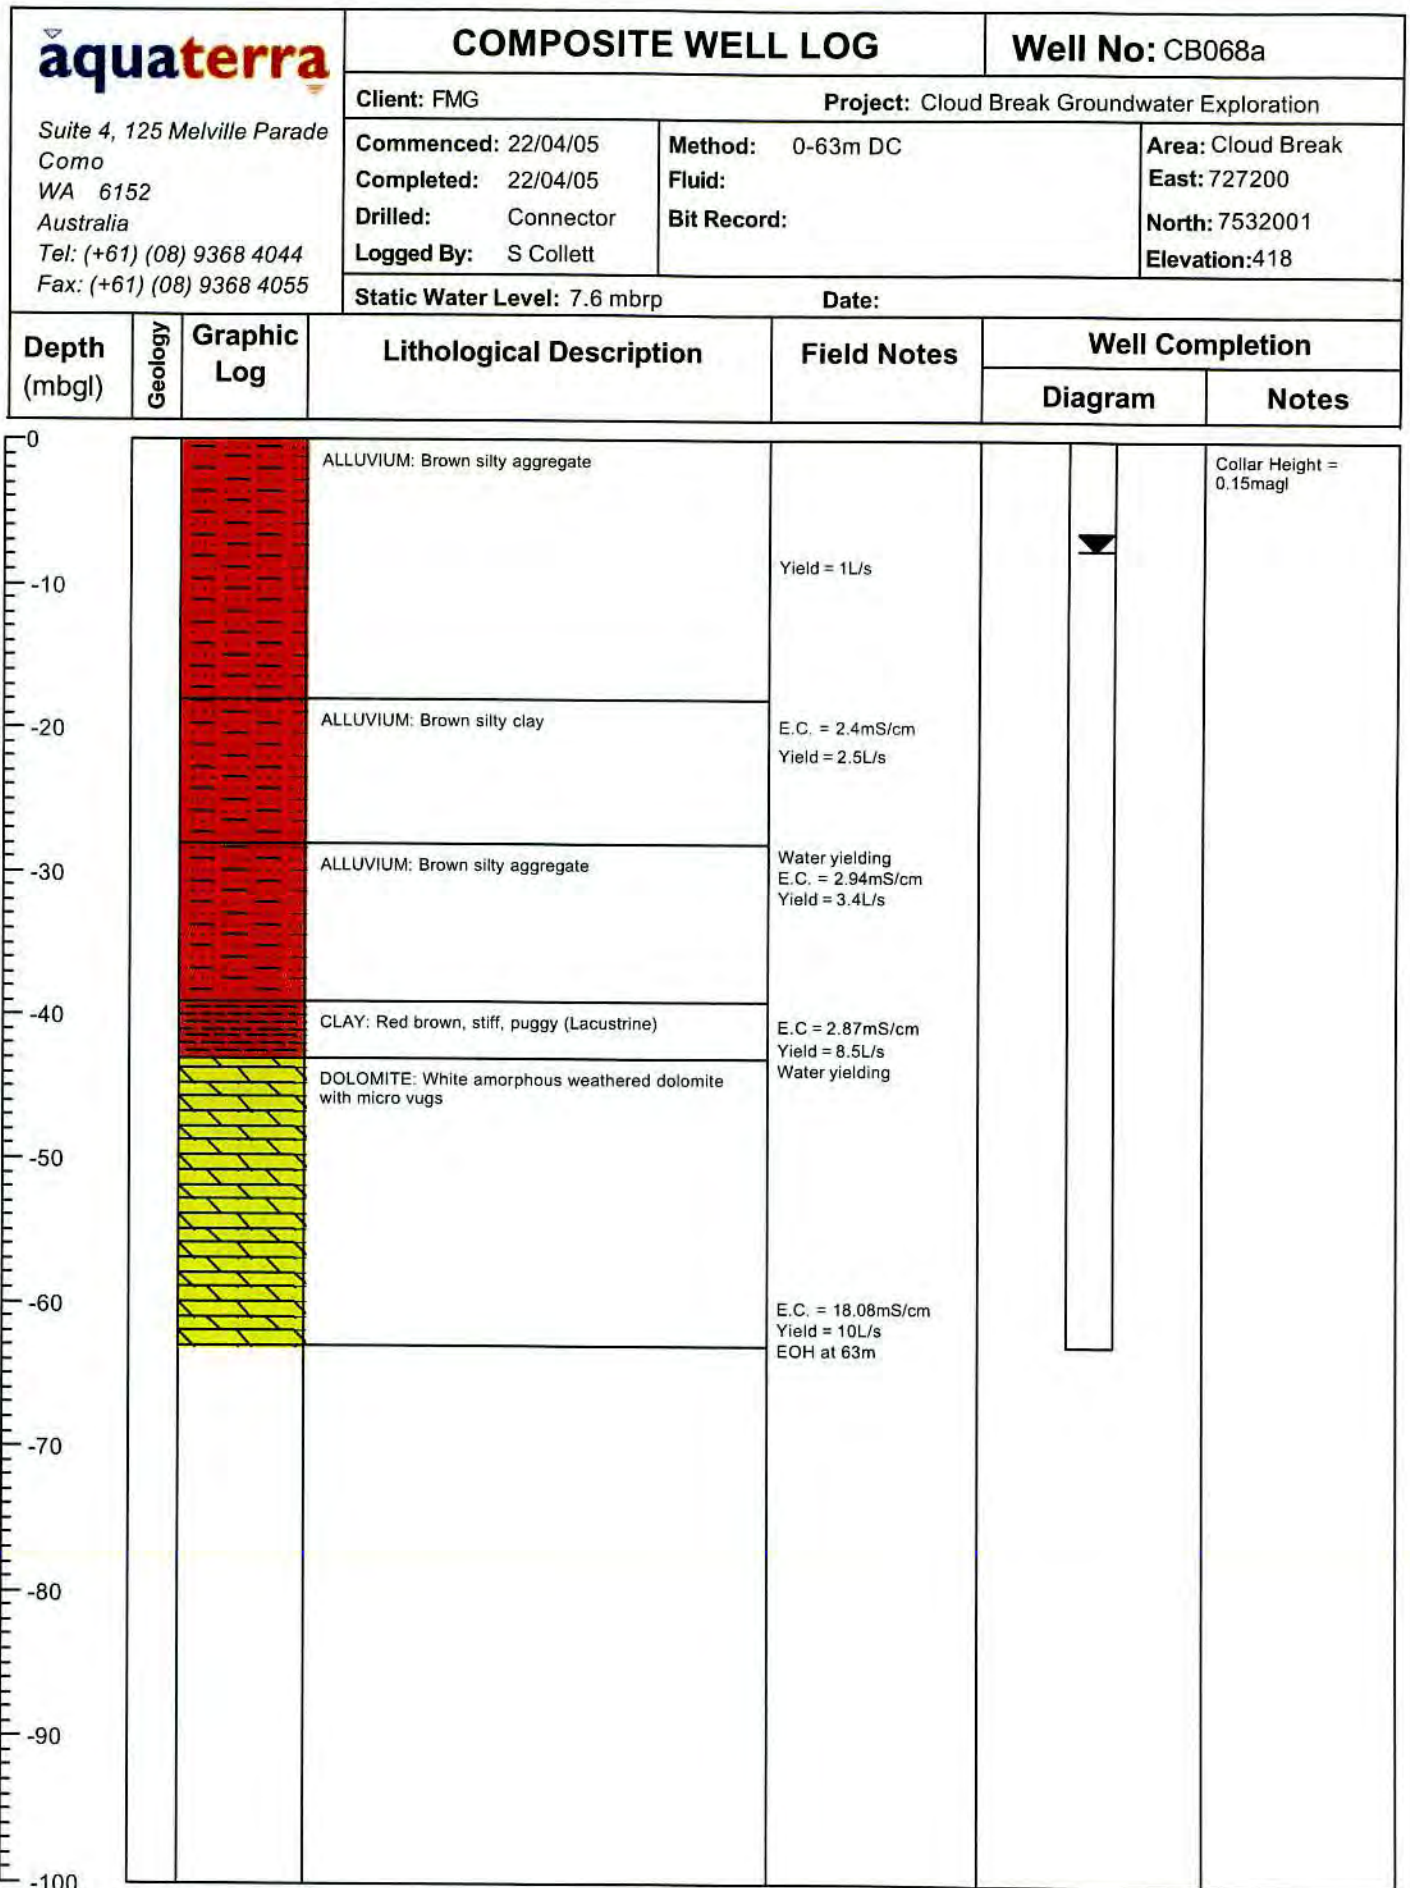 aquaterra
Suite 4, 125 Melville Parade
Como
WA 6152
Australia
Tel: (+61) (08) 9368 4044
Fax: (+61) (08) 9368 4055
COMPOSITE WELL LOG
Well No: CB068a
Client: FMG
Project: Cloud Break Groundwater Exploration
Commenced: 22/04/05
Completed: 22/04/05
Drilled: Connector
Logged By: S Collett
Method: 0-63m DC
Fluid:
Bit Record:
Area: Cloud Break
East: 727200
North: 7532001
Elevation:418
Static Water Level: 7.6 mbrp
Date:
Depth
(mbgl)
Geology
Graphic
Log
Lithological Description
Field Notes
Well Completion
Diagram
Notes
0
ALLUVIUM: Brown silty aggregate
Collar Height =
0.15magl
Yield = 1L/s
-10
ALLUVIUM: Brown silty clay
-20
E.C. = 2.4mS/cm
Yield = 2.5L/s
ALLUVIUM: Brown silty aggregate
-30
Water yielding
E.C. = 2.94mS/cm
Yield = 3.4L/s
-40
CLAY: Red brown, stiff, puggy (Lacustrine)
E.C = 2.87mS/cm
Yield = 8.5L/s
Water yielding
DOLOMITE: White amorphous weathered dolomite
with micro vugs
-50
-60
E.C. = 18.08mS/cm
Yield = 10L/s
EOH at 63m
-70
-80
-90
-100